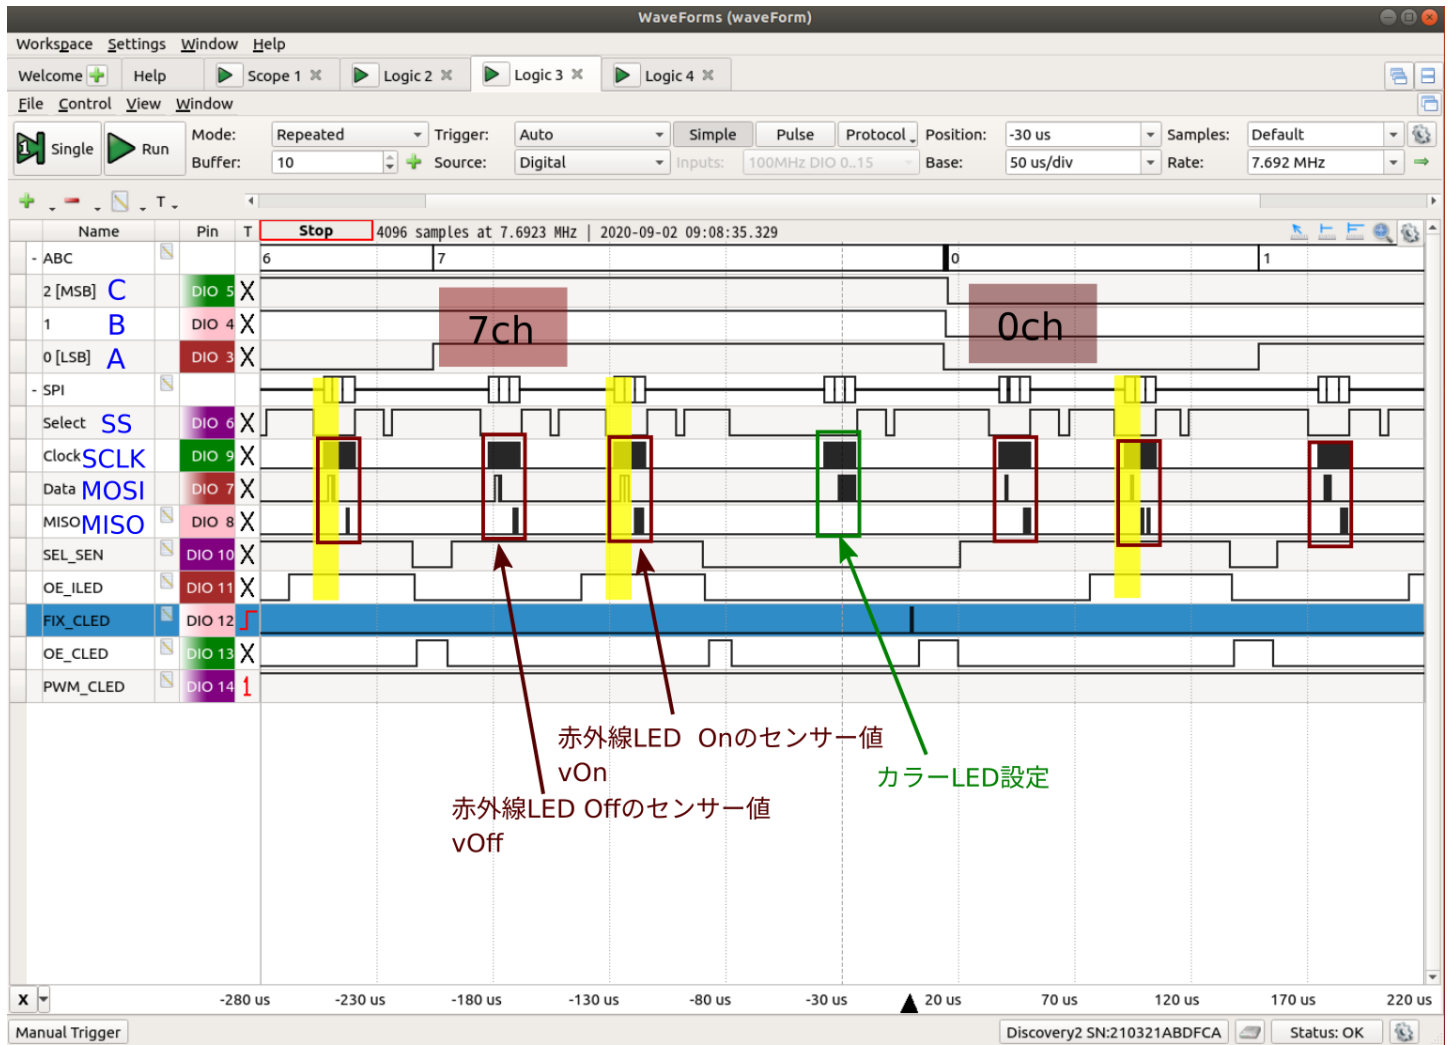 WaveForms (waveForm)
Workspace Settings Window Help
Welcome Help Scope 1 Logic 2 Logic 3 Logic 4
File Control View Window
Single Run Mode: Repeated Trigger: Auto Simple Pulse Protocol Position: -30 us Samples: Default
Buffer: 10 Source: Digital Inputs: 100MHz DIO 0..15 Base: 50 us/div Rate: 7.692 MHz
T
Name Pin T Stop 4096 samples at 7.6923 MHz | 2020-09-02 09:08:35.329
- ABC 6 7 0 1
2 [MSB] C DIO 5 X
1 B DIO 4 X 7ch 0ch
0 [LSB] A DIO 3 X
- SPI
Select SS DIO 6 X
Clock SCLK DIO 9 X
Data MOSI DIO 7 X
MISO MISO DIO 8 X
SEL_SEN DIO 10 X
OE_ILED DIO 11 X
FIX_CLED DIO 12
OE_CLED DIO 13 X
PWM_CLED DIO 14 1
赤外線LED Onのセンサー値
vOn
カラーLED設定
赤外線LED Offのセンサー値
vOff
X -280 us -230 us -180 us -130 us -80 us -30 us 20 us 70 us 120 us 170 us 220 us
Manual Trigger Discovery2 SN:210321ABDFCA Status: OK